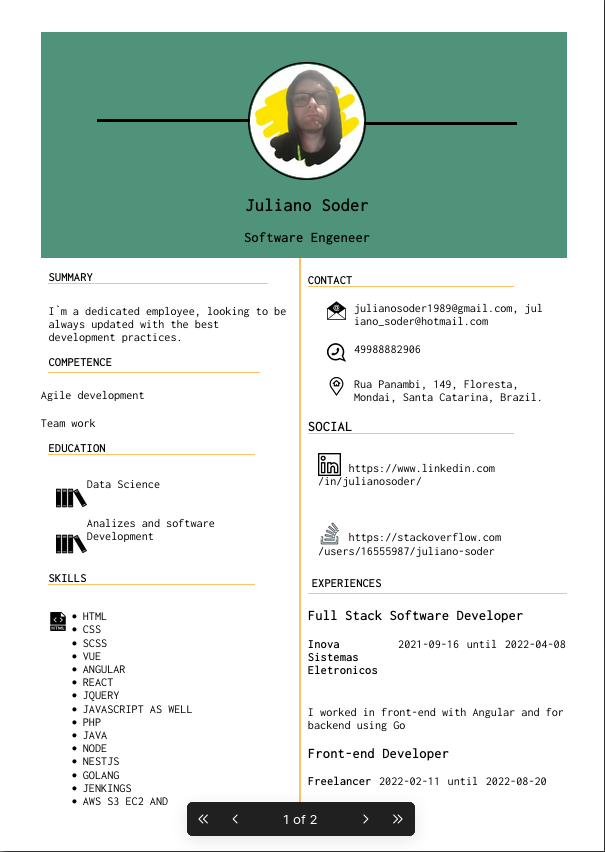 Juliano Soder
Software Engeneer
SUMMARY
I`m a dedicated employee, looking to be
always updated with the best
development practices.
COMPETENCE
Agile development
Team work
EDUCATION
Data Science
Analizes and software
Development
SKILLS
HTML
• HTML
• CSS
• SCSS
• VUE
• ANGULAR
• REACT
• JQUERY
• JAVASCRIPT AS WELL
• PHP
• JAVA
• NODE
• NESTJS
• GOLANG
• JENKINGS
• AWS S3 EC2 AND
CONTACT
julianosoder1989@gmail.com, jul
iano_soder@hotmail.com
49988882906
Rua Panambi, 149, Floresta,
Mondai, Santa Catarina, Brazil.
SOCIAL
in
https://www.linkedin.com
/in/julianosoder/
https://stackoverflow.com
/users/16555987/juliano-soder
EXPERIENCES
Full Stack Software Developer
Inova 2021-09-16 until 2022-04-08
Sistemas
Eletronicos
I worked in front-end with Angular and for
backend using Go
Front-end Developer
Freelancer 2022-02-11 until 2022-08-20
1 of 2